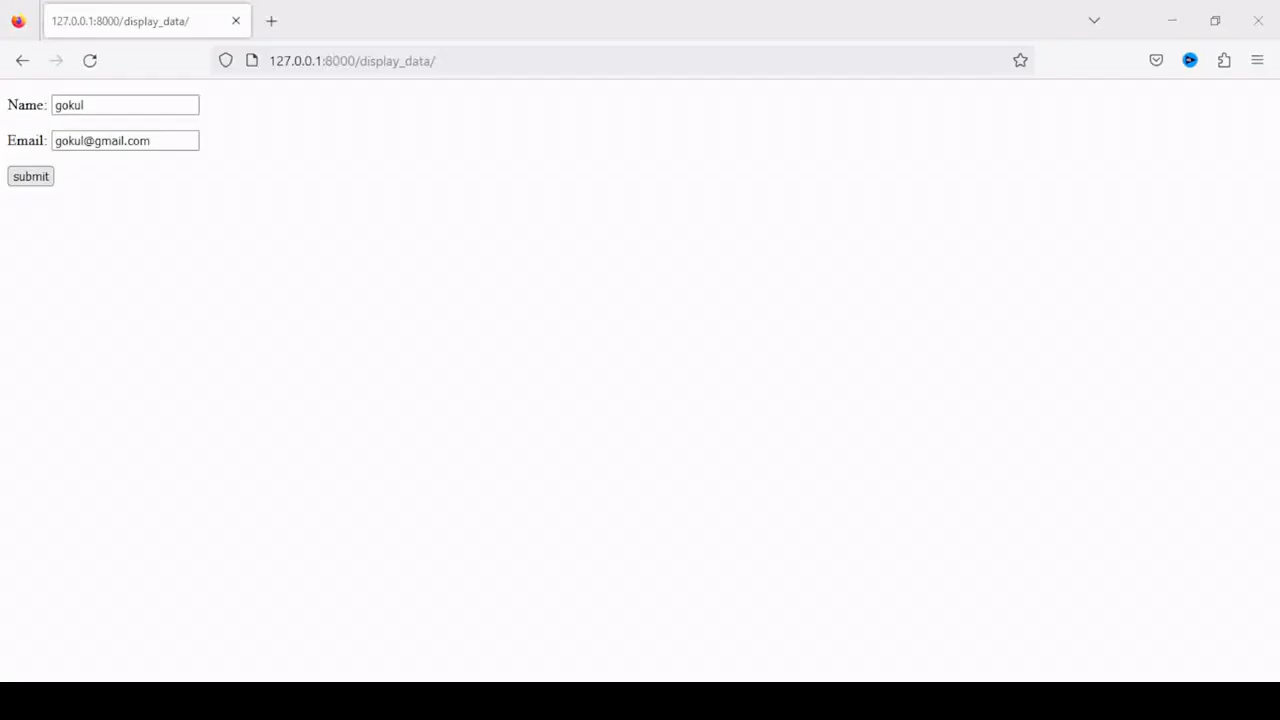 127.0.0.1:8000/display_data/
127.0.0.1:8000/display_data/
Name: gokul
Email: gokul@gmail.com
submit